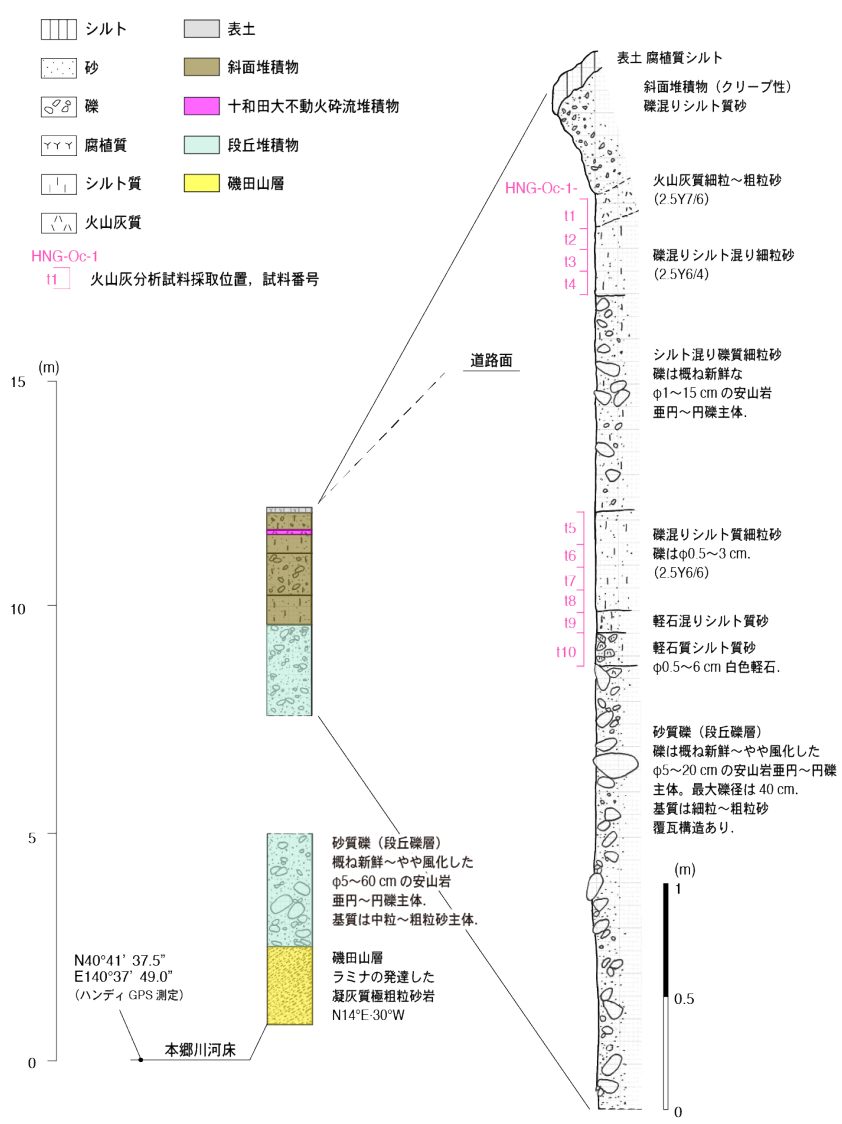 シルト
表土
砂
斜面堆積物
礫
十和田大不動火砕流堆積物
腐植質
段丘堆積物
シルト質
磯田山層
火山灰質
HNG-Oc-1
t1
火山灰分析試料採取位置，試料番号
(m)
15
10
5
0
道路面
砂質礫（段丘礫層）
概ね新鮮～やや風化した
φ5～60 cm の安山岩
亜円～円礫主体.
基質は中粒～粗粒砂主体.
磯田山層
ラミナの発達した
凝灰質極粗粒砂岩
N14°E·30°W
N40°41’ 37.5”
E140°37’ 49.0”
（ハンディ GPS 測定）
本郷川河床
表土 腐植質シルト
斜面堆積物（クリープ性）
礫混りシルト質砂
HNG-Oc-1-
火山灰質細粒～粗粒砂
（2.5Y7/6）
t1
t2
t3
t4
礫混りシルト混り細粒砂
（2.5Y6/4）
シルト混り礫質細粒砂
礫は概ね新鮮な
φ1～15 cm の安山岩
亜円～円礫主体.
t5
t6
t7
t8
t9
t10
礫混りシルト質細粒砂
礫はφ0.5～3 cm.
（2.5Y6/6）
軽石混りシルト質砂
軽石質シルト質砂
φ0.5～6 cm 白色軽石.
砂質礫（段丘礫層）
礫は概ね新鮮～やや風化した
φ5～20 cm の安山岩亜円～円礫
主体。最大礫径は 40 cm.
基質は細粒～粗粒砂
覆瓦構造あり.
(m)
1
0.5
0